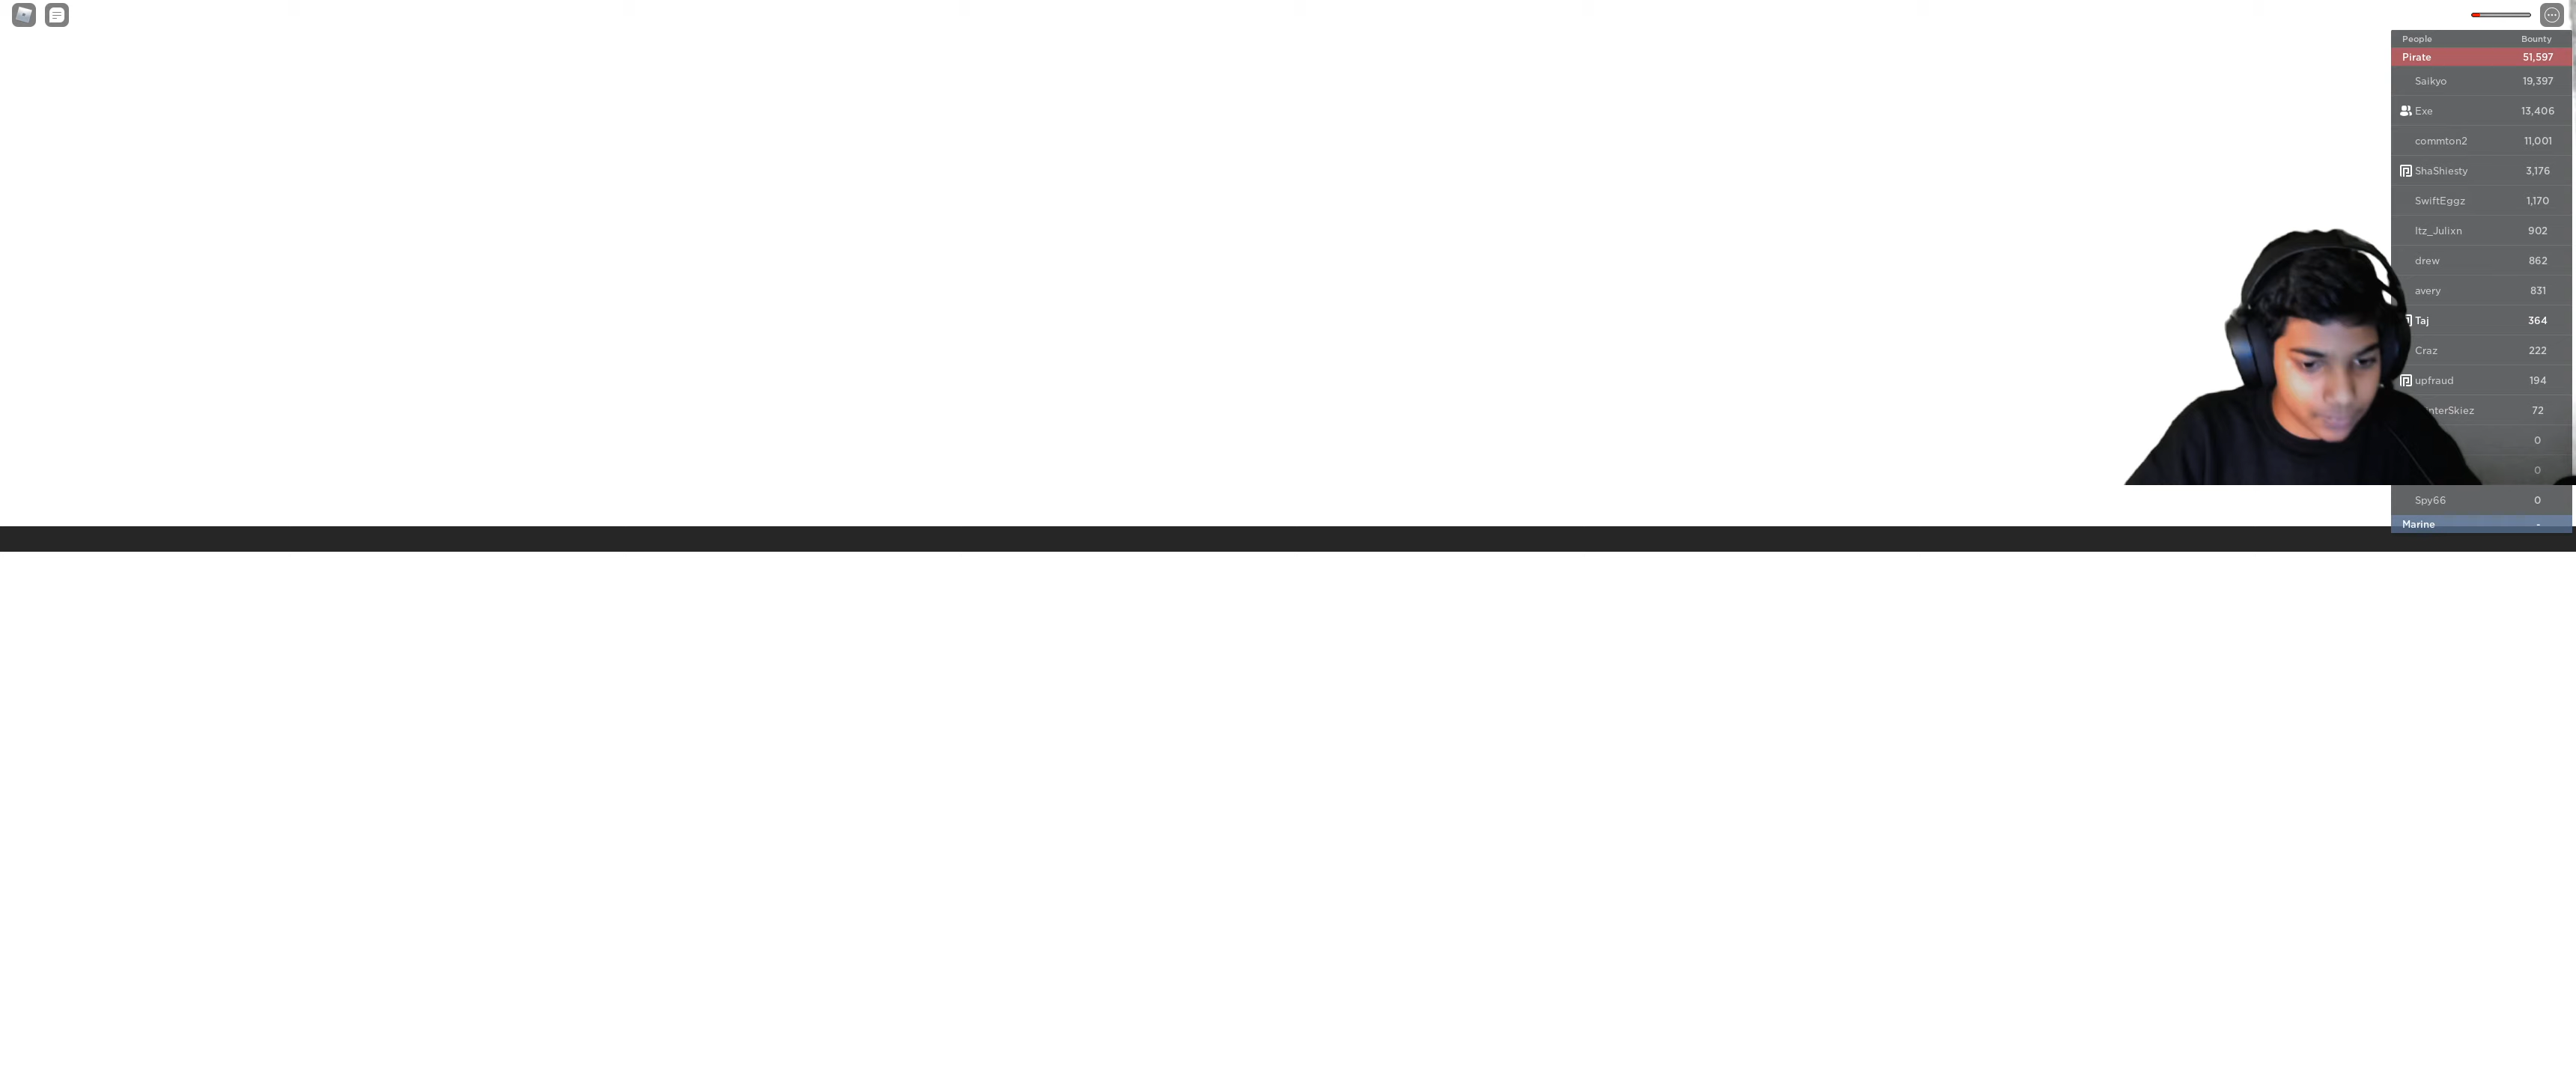 People Bounty
Pirate 51,597
Saikyo 19,397
Exe 13,406
commton2 11,001
ShaShiesty 3,176
SwiftEggz 1,170
Itz_Julixn 902
drew 862
avery 831
Taj 364
Craz 222
upfraud 194
72
0
0
Spy66 0
Marine -